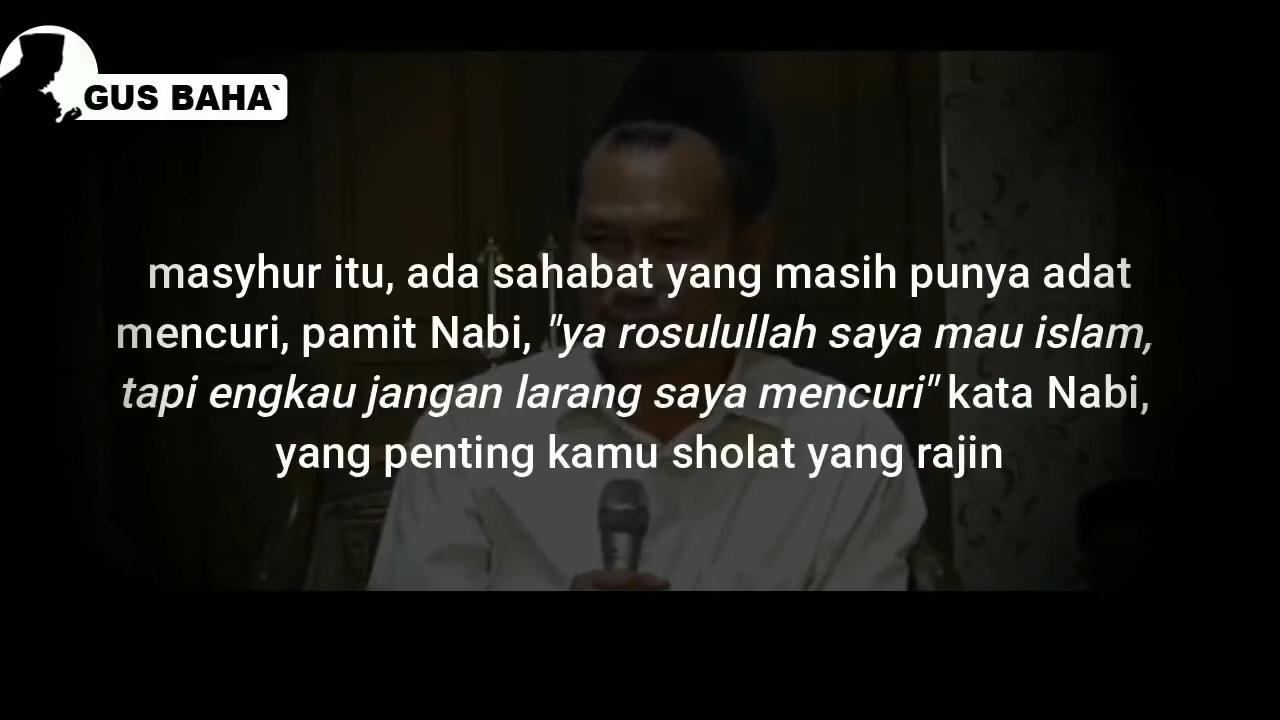 GUS BAHA`
masyhur itu, ada sahabat yang masih punya adat
mencuri, pamit Nabi, "ya rosulullah saya mau islam,
tapi engkau jangan larang saya mencuri" kata Nabi,
yang penting kamu sholat yang rajin